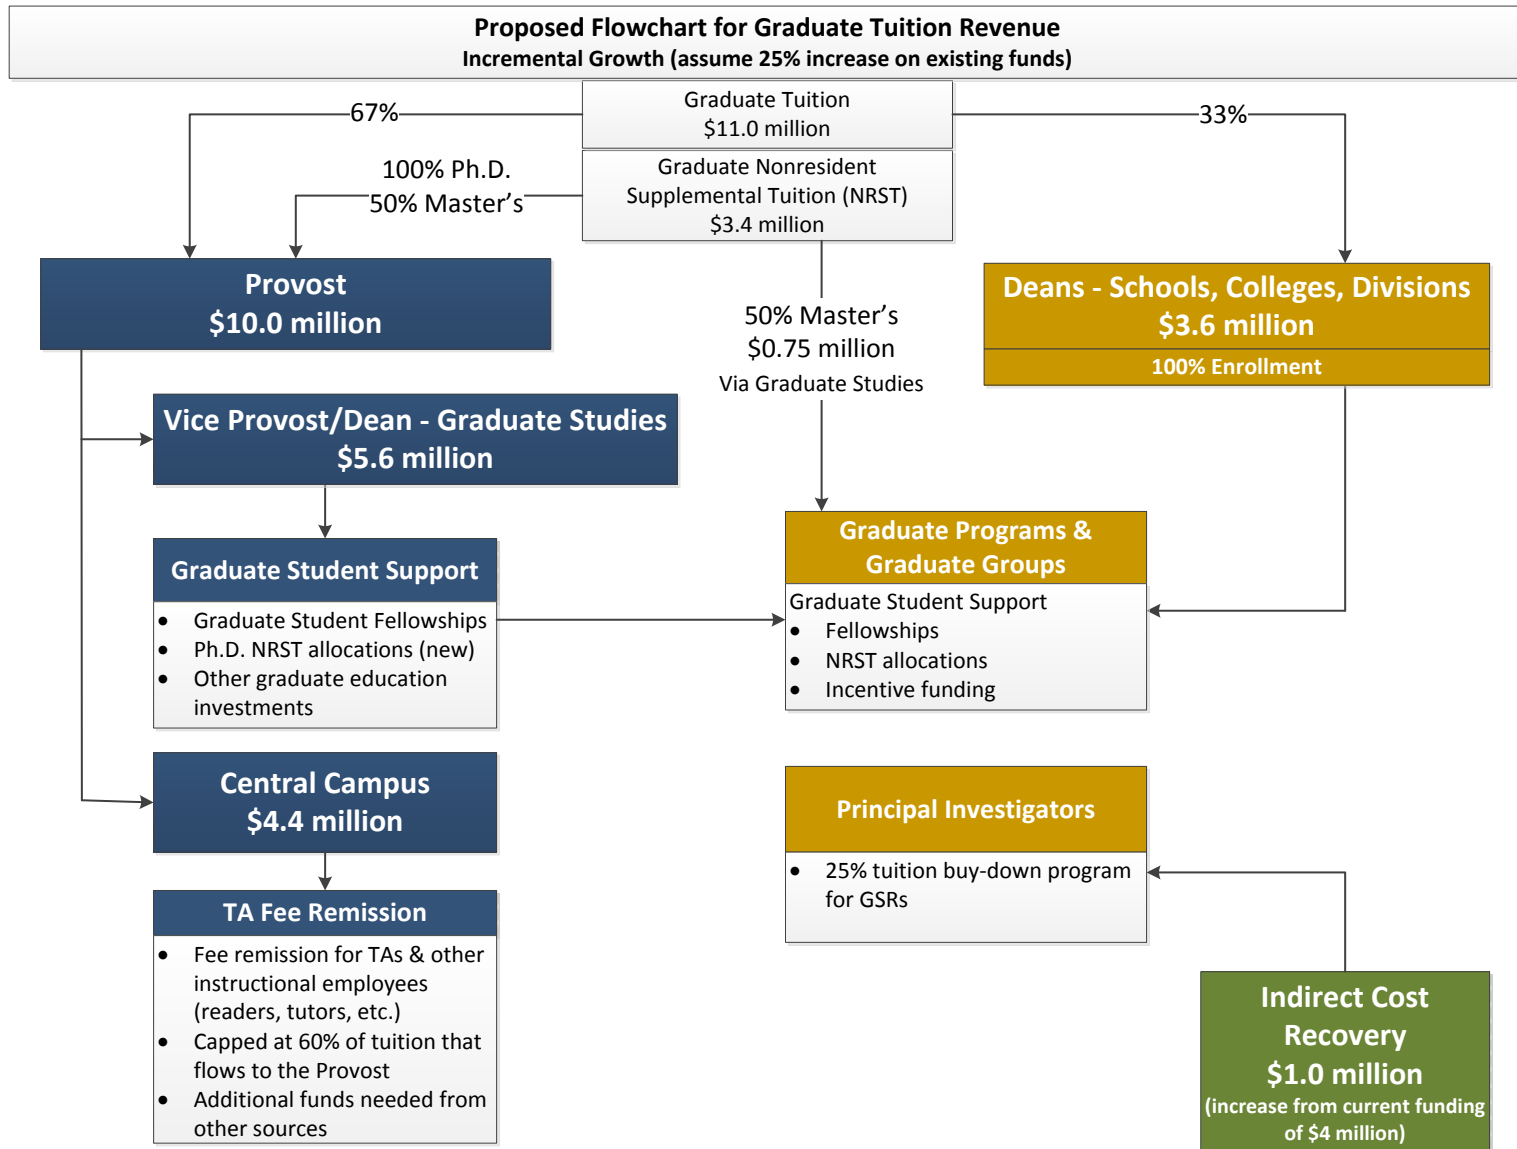 Proposed Flowchart for Graduate Tuition Revenue
Incremental Growth (assume 25% increase on existing funds)
Graduate Tuition
$11.0 million
67%
33%
Graduate Nonresident
Supplemental Tuition (NRST)
$3.4 million
100% Ph.D.
50% Master’s
Provost
$10.0 million
50% Master’s
$0.75 million
Via Graduate Studies
Deans - Schools, Colleges, Divisions
$3.6 million
100% Enrollment
Vice Provost/Dean - Graduate Studies
$5.6 million
Graduate Student Support
• Graduate Student Fellowships
• Ph.D. NRST allocations (new)
• Other graduate education
investments
Graduate Programs &
Graduate Groups
Graduate Student Support
• Fellowships
• NRST allocations
• Incentive funding
Central Campus
$4.4 million
TA Fee Remission
• Fee remission for TAs & other
instructional employees
(readers, tutors, etc.)
• Capped at 60% of tuition that
flows to the Provost
• Additional funds needed from
other sources
Principal Investigators
• 25% tuition buy-down program
for GSRs
Indirect Cost
Recovery
$1.0 million
(increase from current funding
of $4 million)